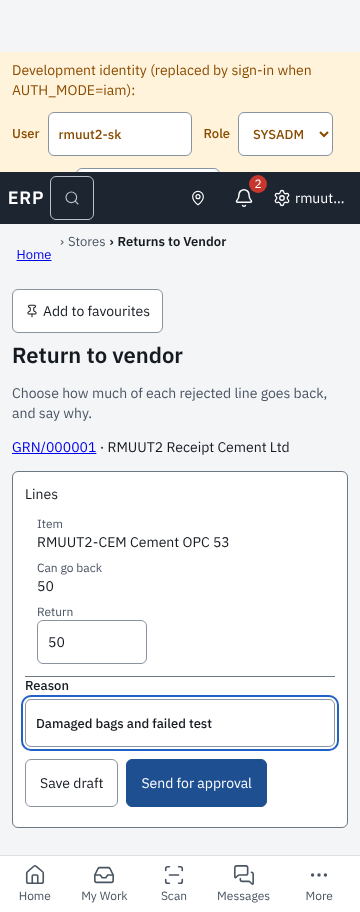 Development identity (replaced by sign-in when
AUTH_MODE=iam):
User rmuut2-sk Role SYSADM
ERP 2 rmuut...
Home › Stores › Returns to Vendor
Add to favourites
Return to vendor
Choose how much of each rejected line goes back,
and say why.
GRN/000001 · RMUUT2 Receipt Cement Ltd
Lines
Item
RMUUT2-CEM Cement OPC 53
Can go back
50
Return
50
Reason
Damaged bags and failed test
Save draft Send for approval
Home My Work Scan Messages More